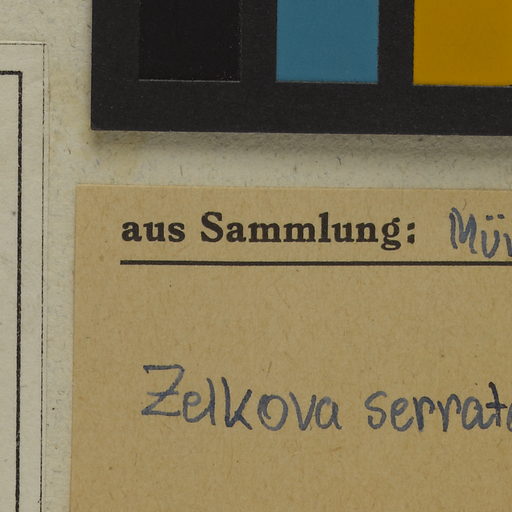 aus Sammlung:
Zelkova serrata